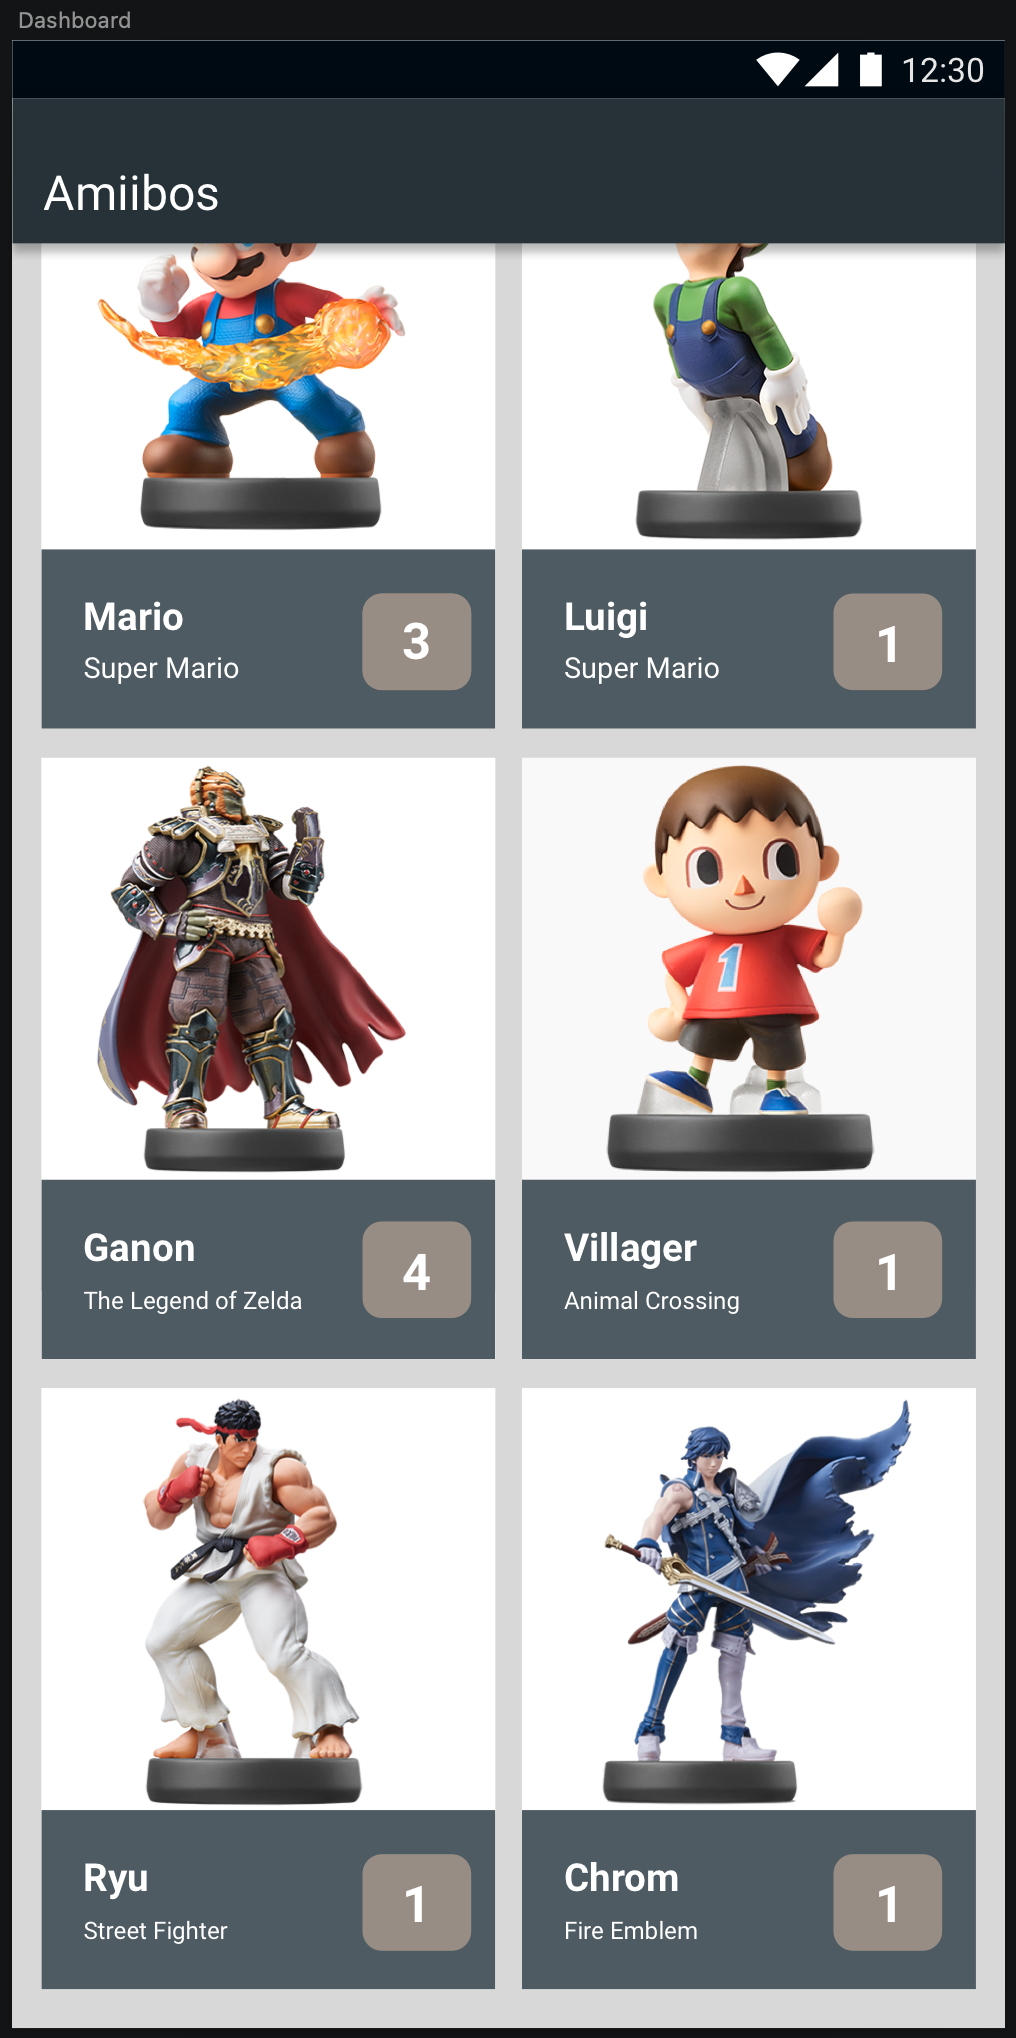 Dashboard
12:30
Amiibos
Mario
Super Mario
3
Luigi
Super Mario
1
1
Ganon
The Legend of Zelda
4
Villager
Animal Crossing
1
Ryu
Street Fighter
1
Chrom
Fire Emblem
1